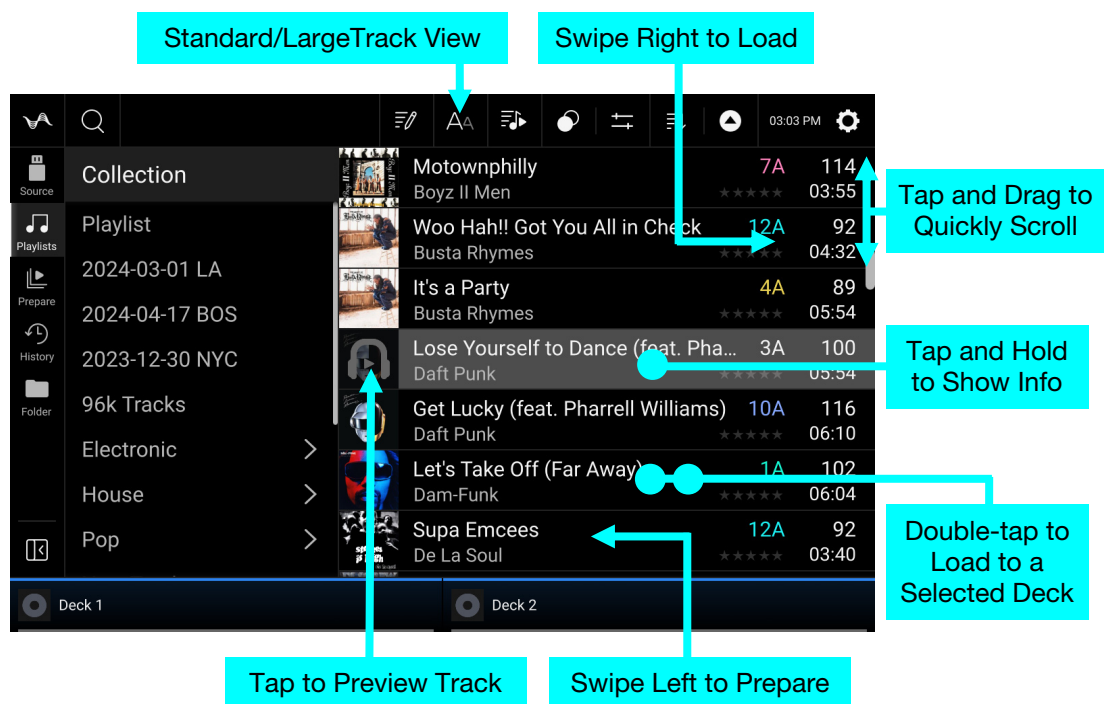 Standard/LargeTrack View
Swipe Right to Load
AA
03:03 PM
Source
Playlists
Prepare
History
Folder
Collection
Playlist
2024-03-01 LA
2024-04-17 BOS
2023-12-30 NYC
96k Tracks
Electronic
House
Pop
Motownphilly 7A 114
Boyz II Men ★★★★★ 03:55
Woo Hah!! Got You All in Check 12A 92
Busta Rhymes ★★★★★ 04:32
It's a Party 4A 89
Busta Rhymes ★★★★★ 05:54
Lose Yourself to Dance (feat. Pha... 3A 100
Daft Punk ★★★★★ 05:54
Get Lucky (feat. Pharrell Williams) 10A 116
Daft Punk ★★★★★ 06:10
Let's Take Off (Far Away) 1A 102
Dam-Funk ★★★★★ 06:04
Supa Emcees 12A 92
De La Soul ★★★★★ 03:40
Tap and Drag to
Quickly Scroll
Tap and Hold
to Show Info
Double-tap to
Load to a
Selected Deck
Deck 1
Deck 2
Tap to Preview Track
Swipe Left to Prepare